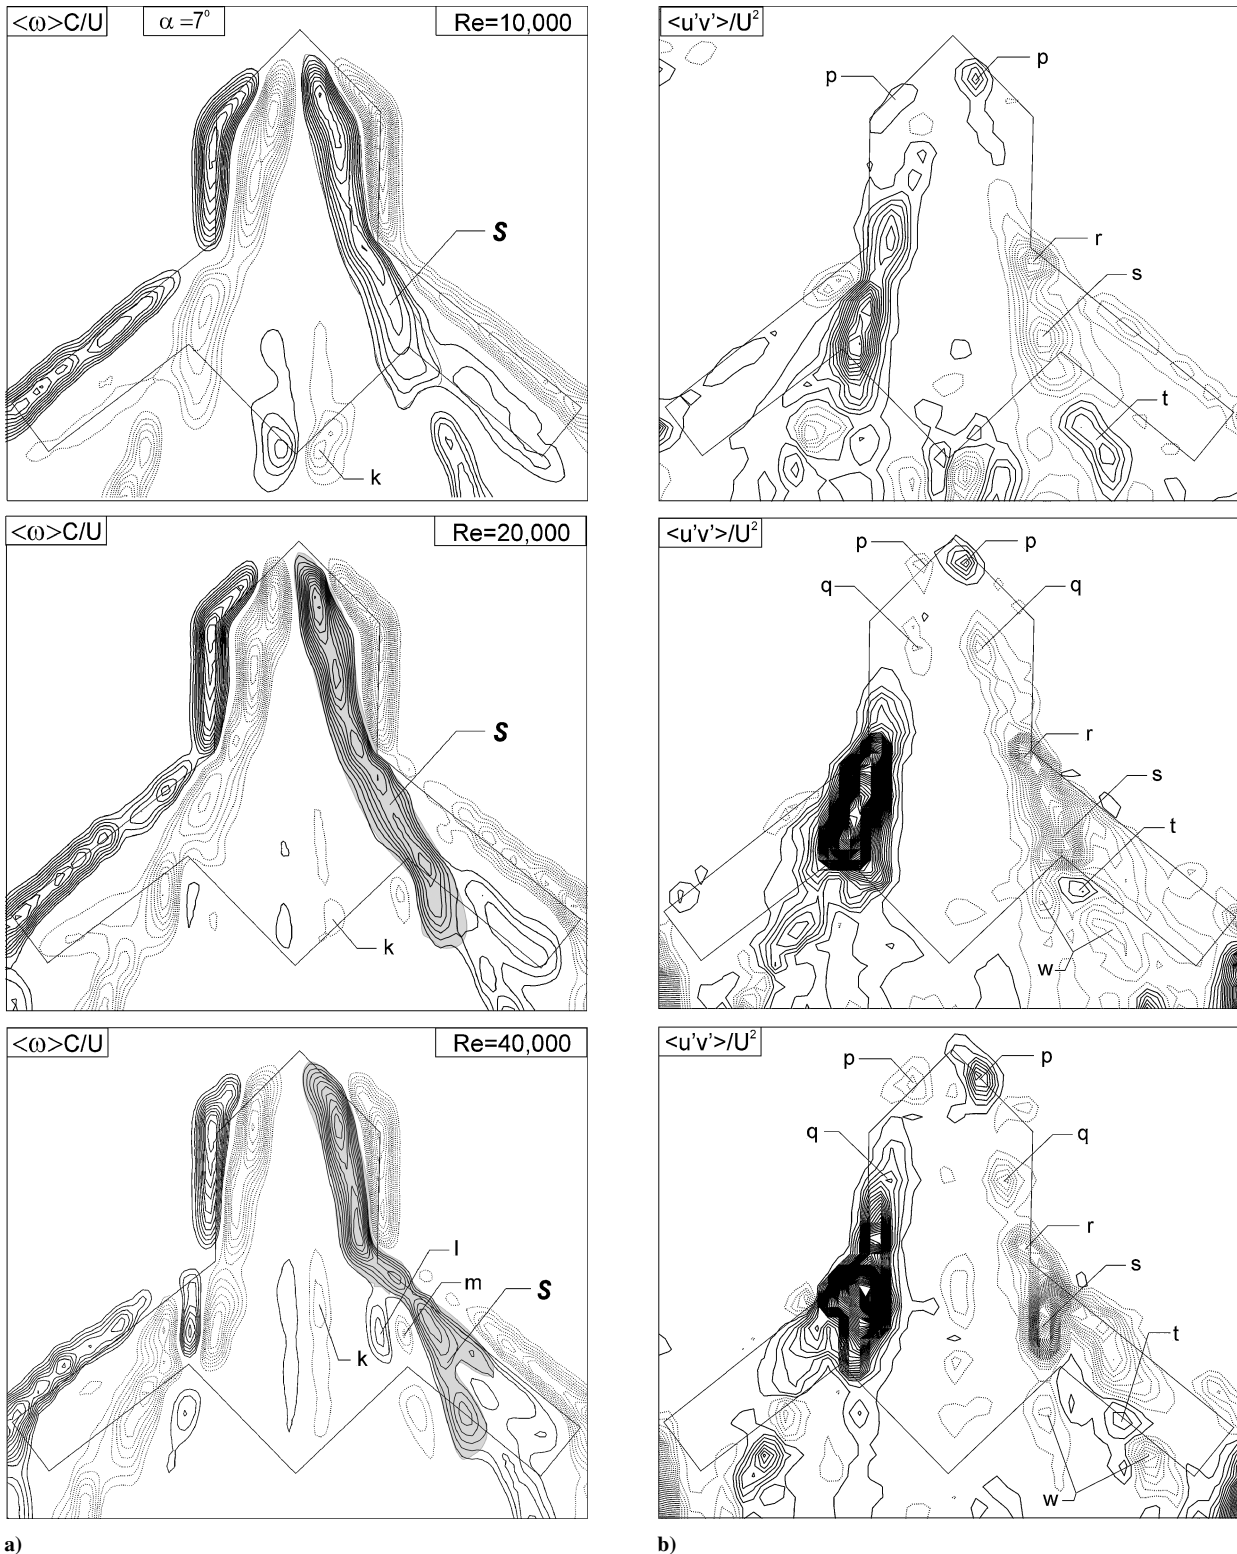 <ω>C/U
α =7°
Re=10,000
S
k
<u'v'>/U²
p
p
r
s
t
<ω>C/U
Re=20,000
S
k
<u'v'>/U²
p
p
q
q
r
s
t
w
<ω>C/U
Re=40,000
l
m
S
k
<u'v'>/U²
p
p
q
q
r
s
t
w
a)
b)